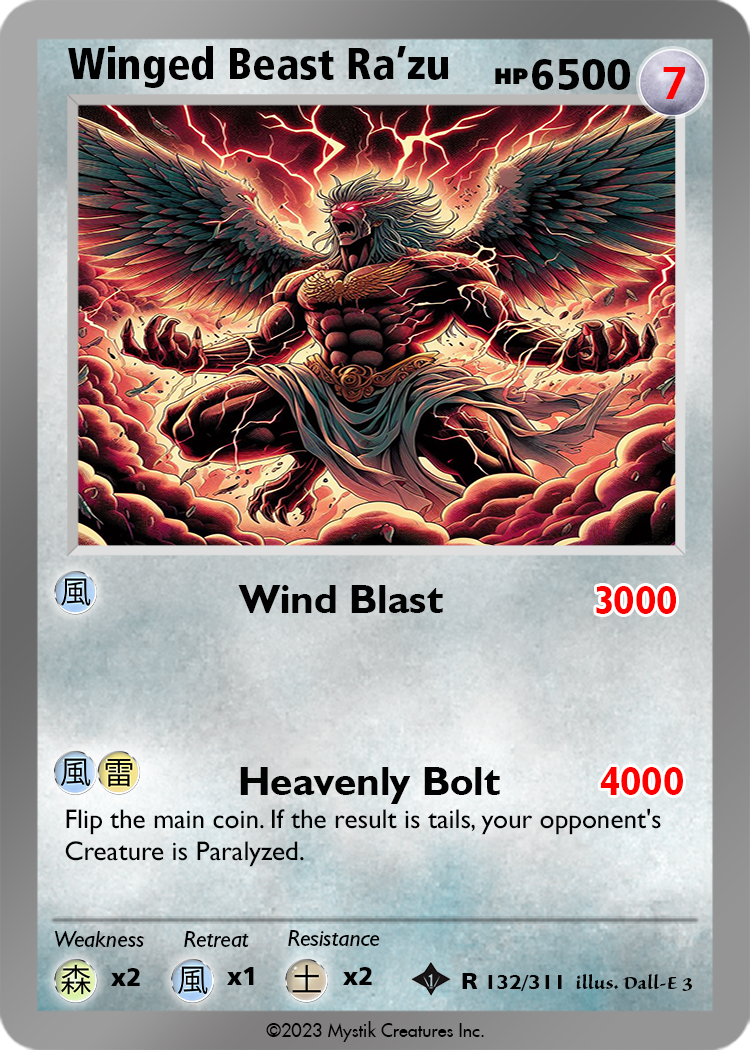 Winged Beast Ra’zu HP6500 7
風 Wind Blast 3000
風雷 Heavenly Bolt 4000
Flip the main coin. If the result is tails, your opponent's
Creature is Paralyzed.
Weakness Retreat Resistance
森 x2 風 x1 土 x2 1 R 132/311 illus. Dall-E 3
©2023 Mystik Creatures Inc.